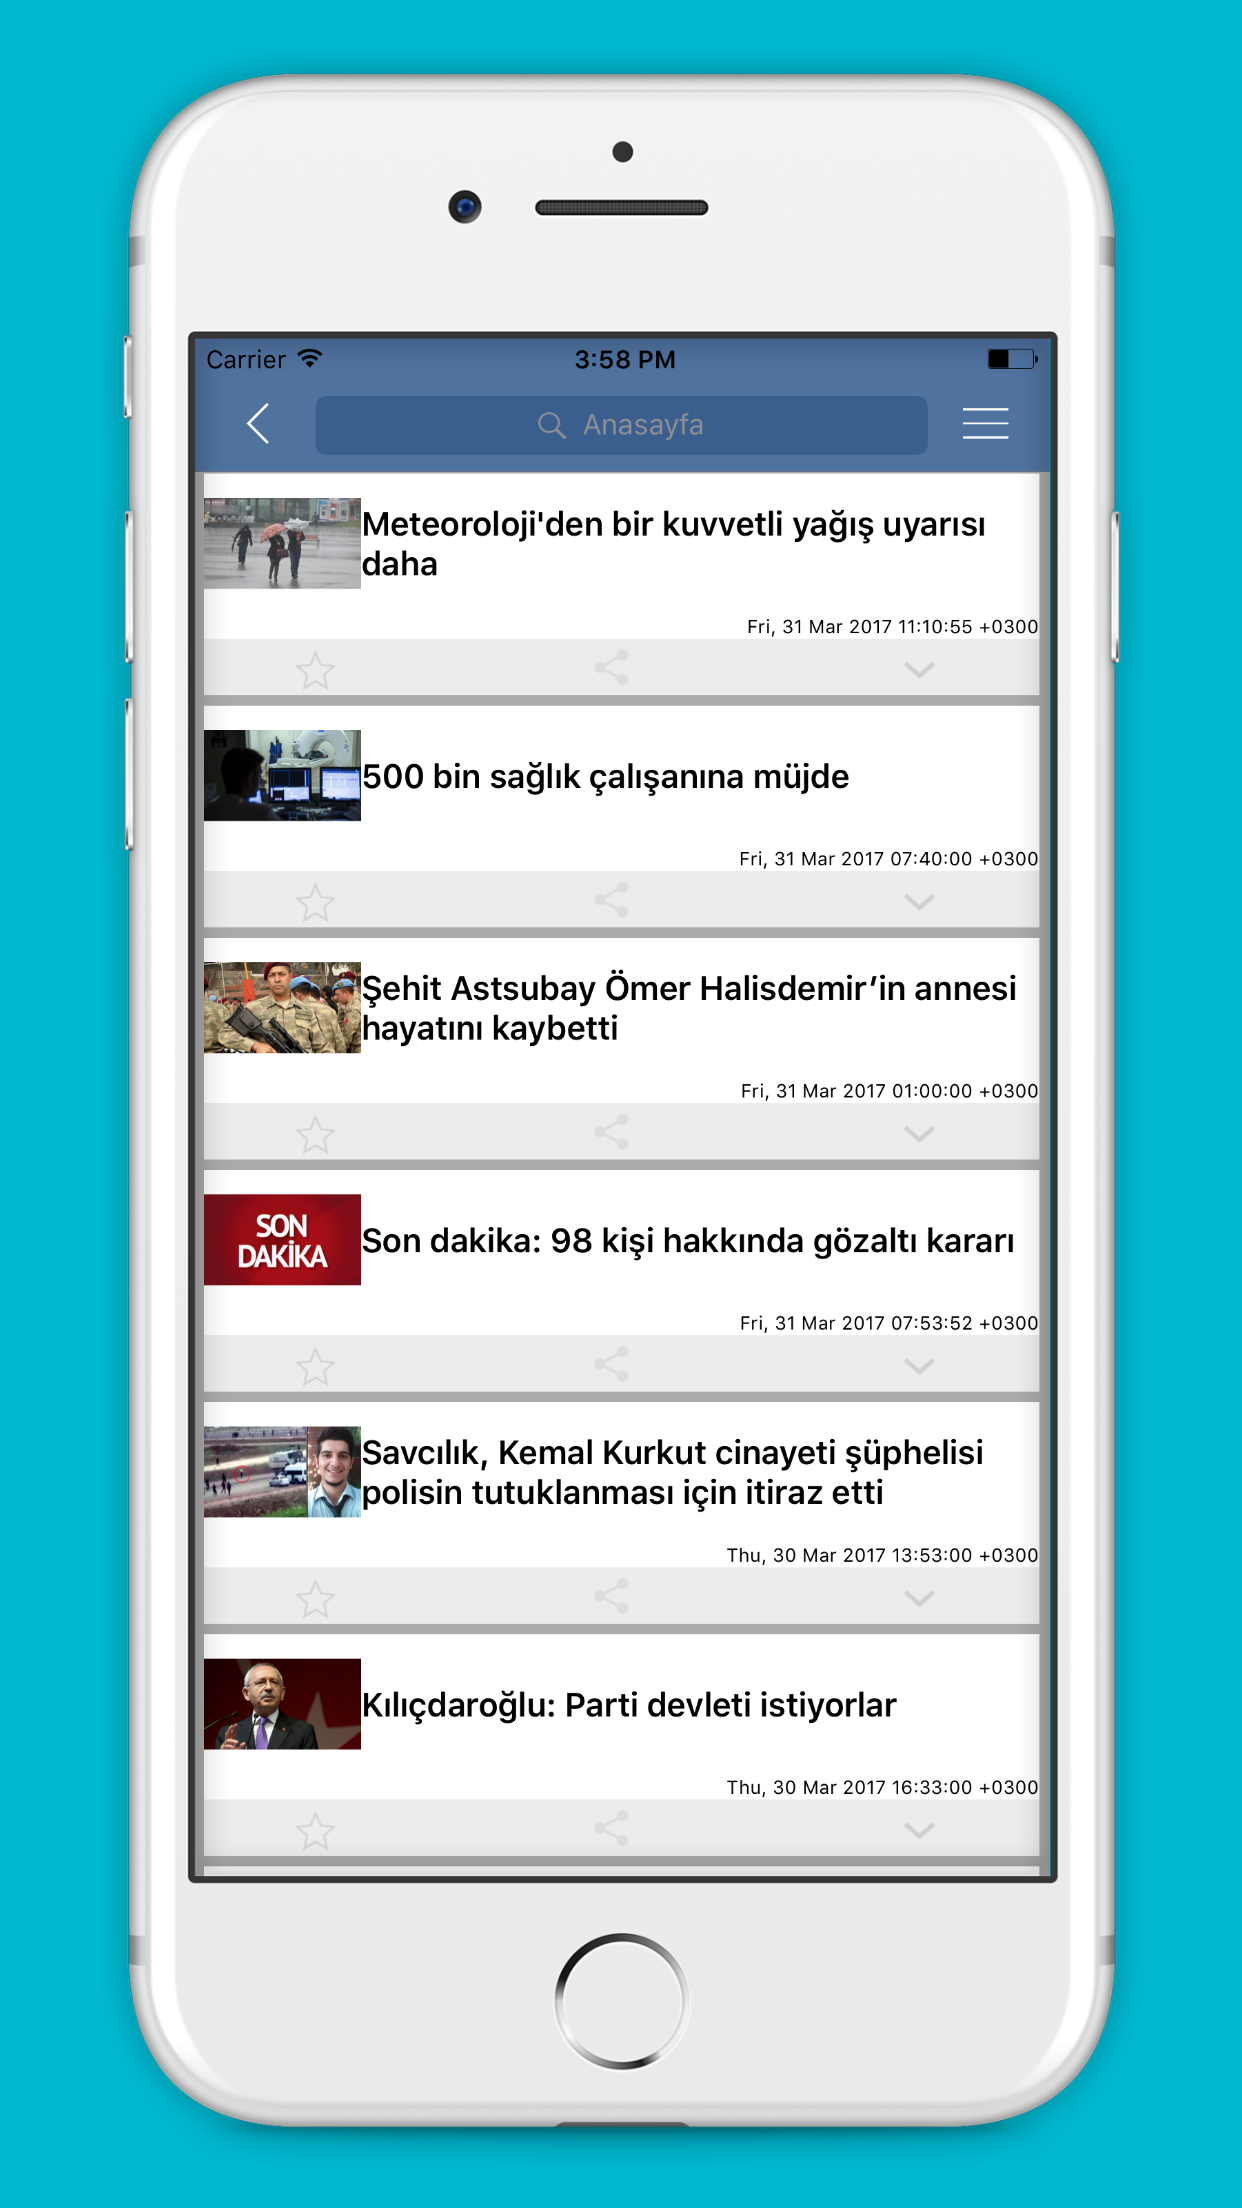 Carrier 3:58 PM
Anasayfa
Meteoroloji'den bir kuvvetli yağış uyarısı
daha
Fri, 31 Mar 2017 11:10:55 +0300
500 bin sağlık çalışanına müjde
Fri, 31 Mar 2017 07:40:00 +0300
Şehit Astsubay Ömer Halisdemir’in annesi
hayatını kaybetti
Fri, 31 Mar 2017 01:00:00 +0300
SON
DAKİKA
Son dakika: 98 kişi hakkında gözaltı kararı
Fri, 31 Mar 2017 07:53:52 +0300
Savcılık, Kemal Kurkut cinayeti şüphelisi
polisin tutuklanması için itiraz etti
Thu, 30 Mar 2017 13:53:00 +0300
Kılıçdaroğlu: Parti devleti istiyorlar
Thu, 30 Mar 2017 16:33:00 +0300